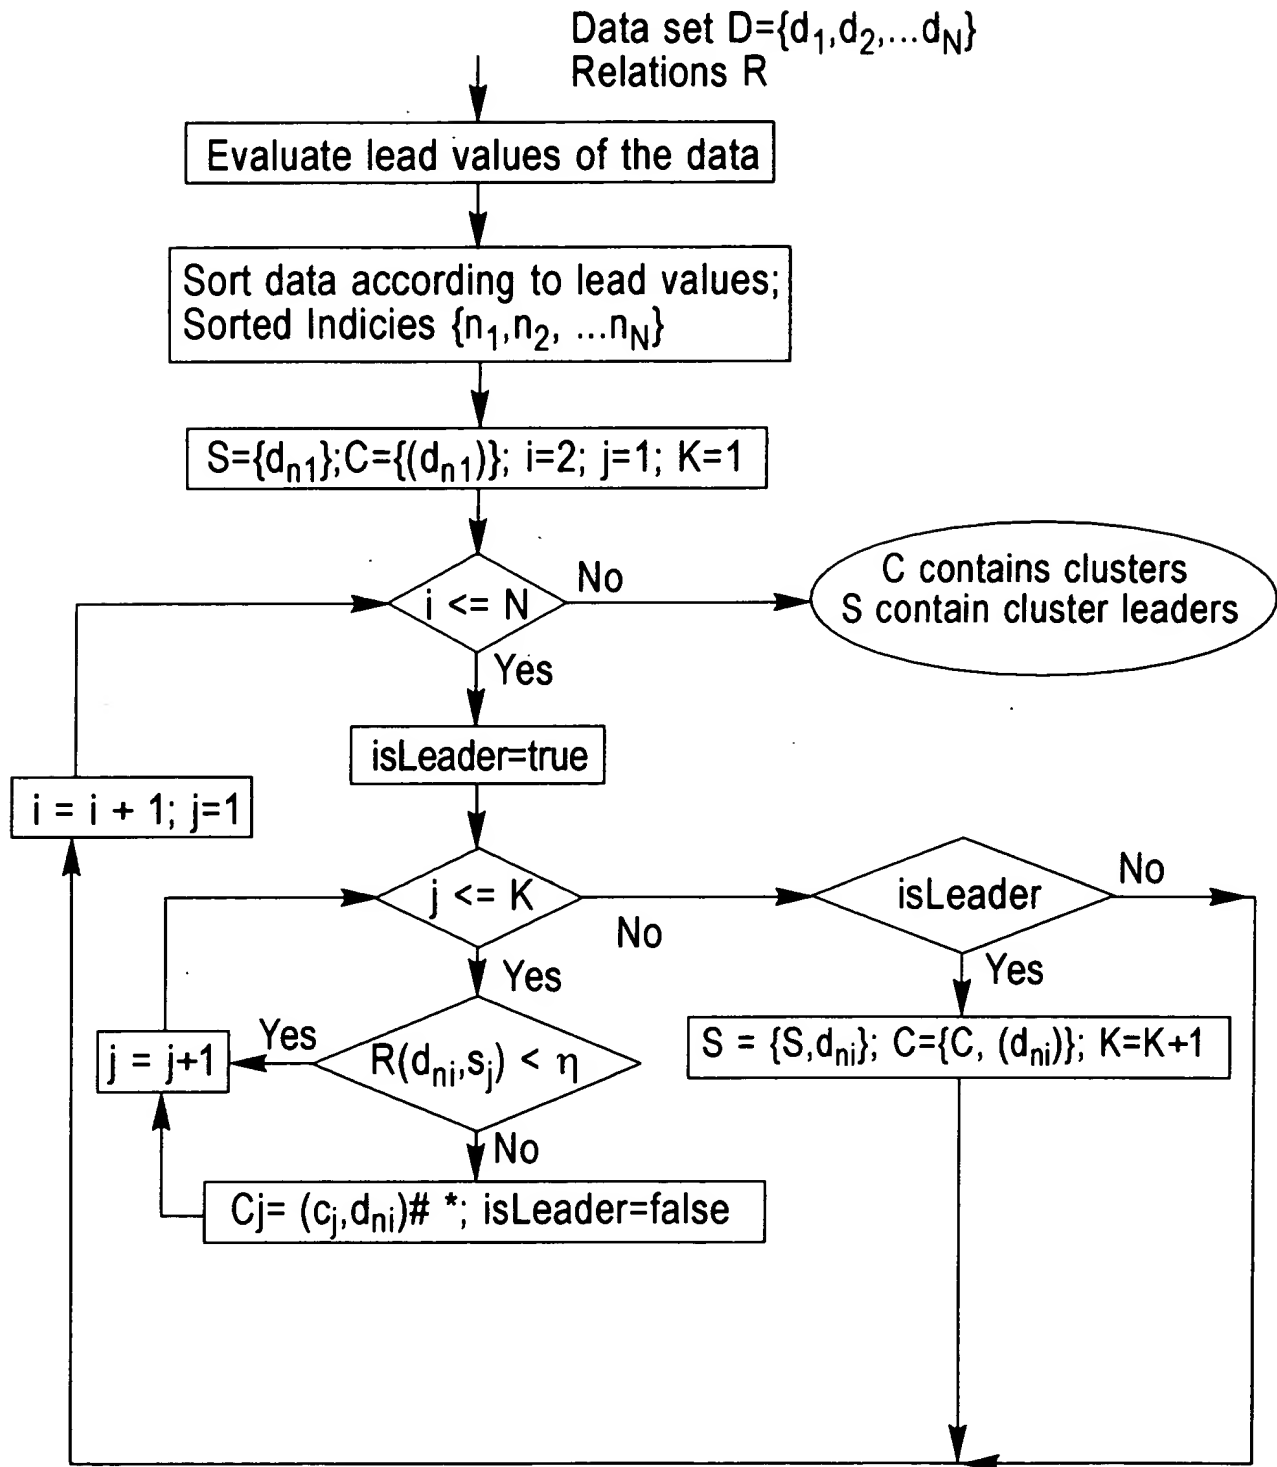 Data set D={d1,d2,...dN}
Relations R
Evaluate lead values of the data
Sort data according to lead values;
Sorted Indicies {n1,n2, ...nN}
S={dn1};C={(dn1)}; i=2; j=1; K=1
i <= N
No
C contains clusters
S contain cluster leaders
Yes
isLeader=true
i = i + 1; j=1
j <= K
No
isLeader
No
Yes
Yes
S = {S,dni}; C={C, (dni)}; K=K+1
j = j+1
Yes
R(dni,sj) < η
No
Cj= (cj,dni)# *; isLeader=false